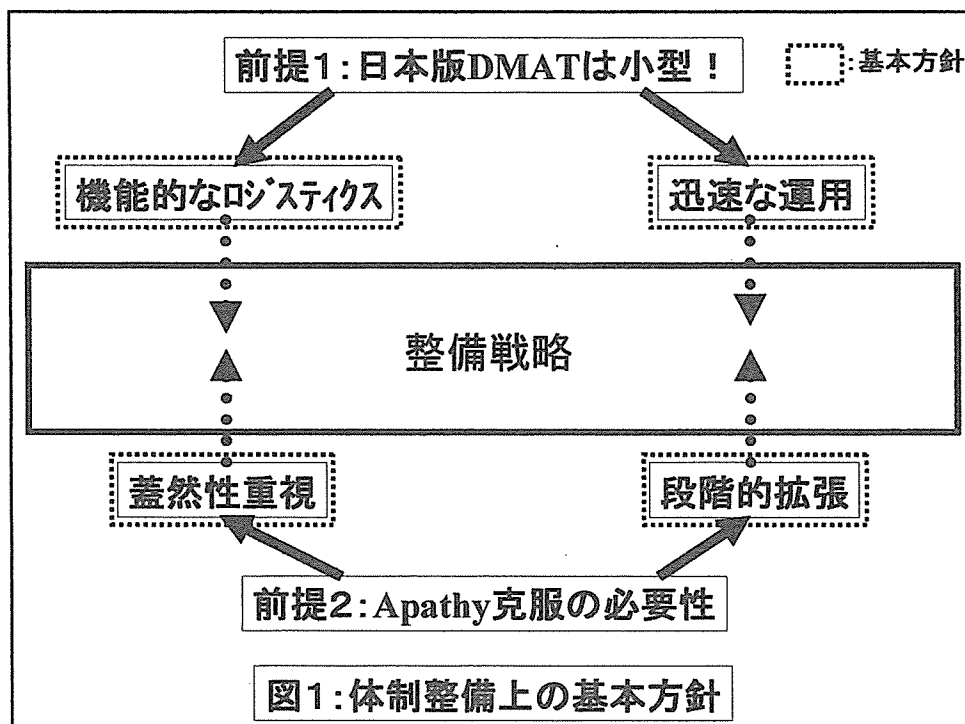 前提1:日本版DMATは小型！
:基本方針
機能的なロジスティクス
迅速な運用
整備戦略
蓋然性重視
段階的拡張
前提2:Apathy克服の必要性
図1:体制整備上の基本方針